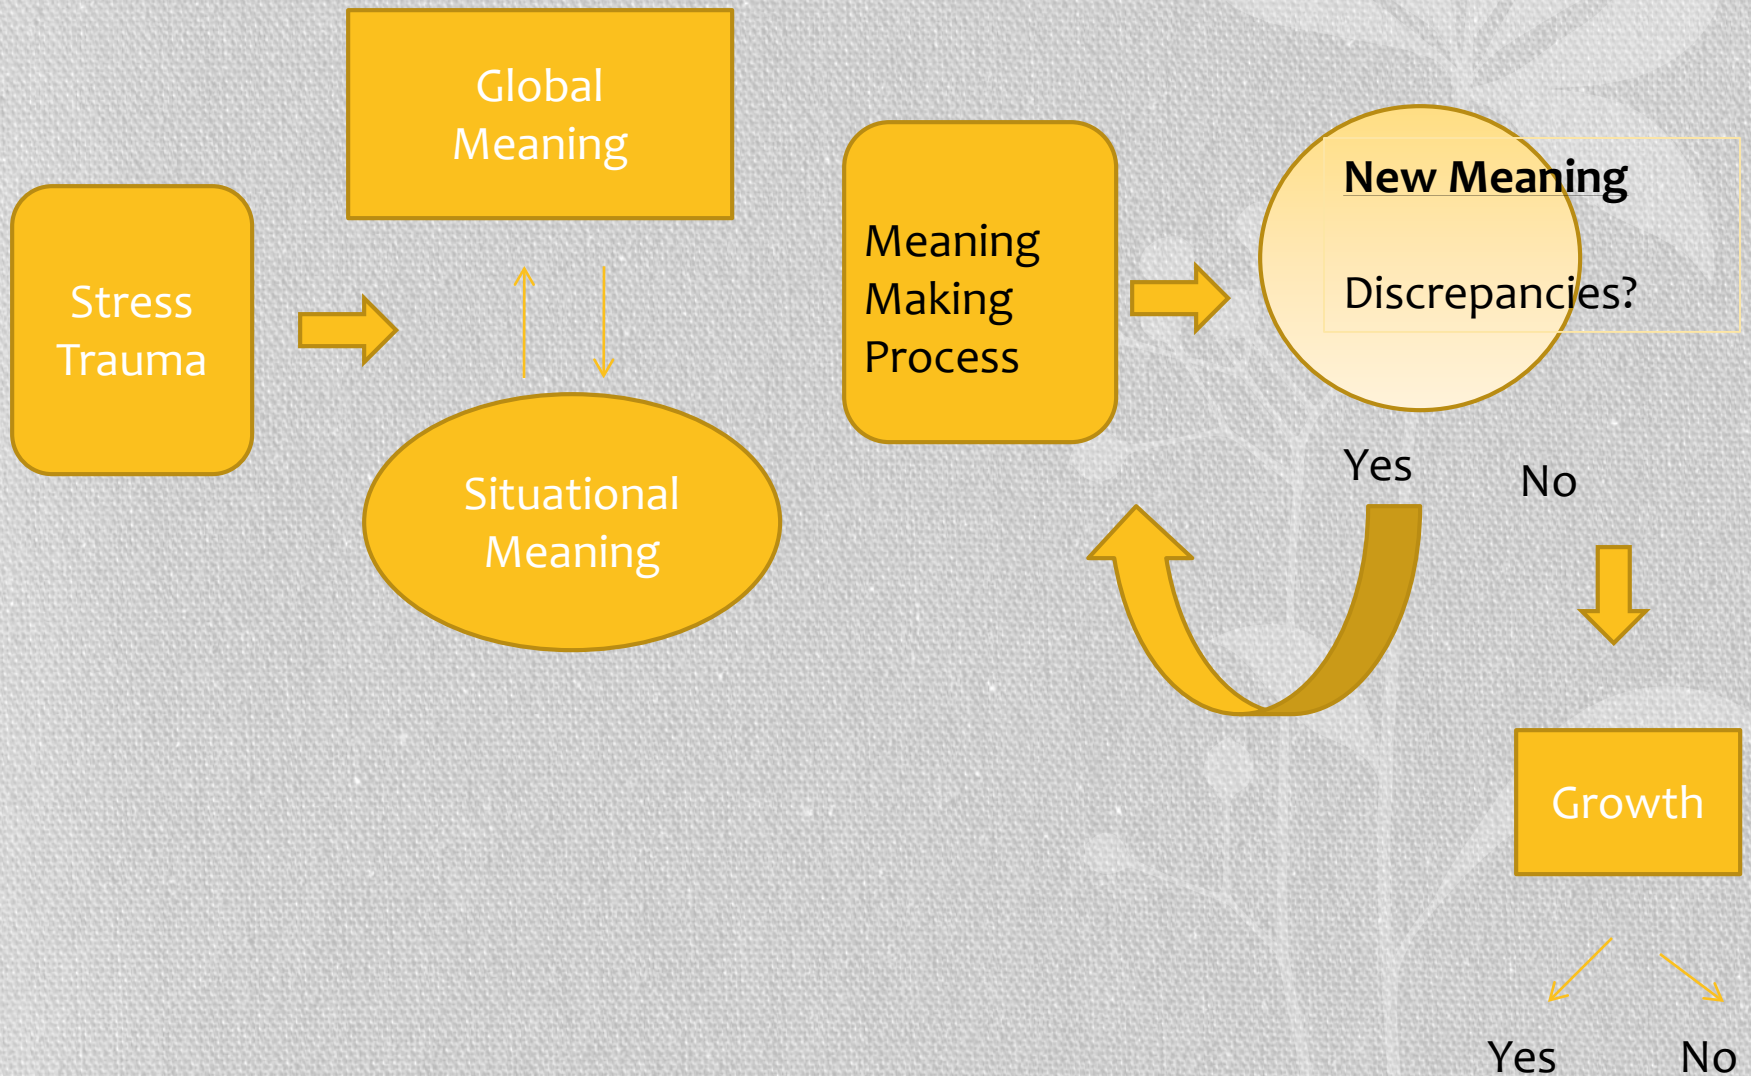 Global
Meaning
Stress
Trauma
Situational
Meaning
Meaning
Making
Process
New Meaning
Discrepancies?
Yes
No
Growth
Yes
No